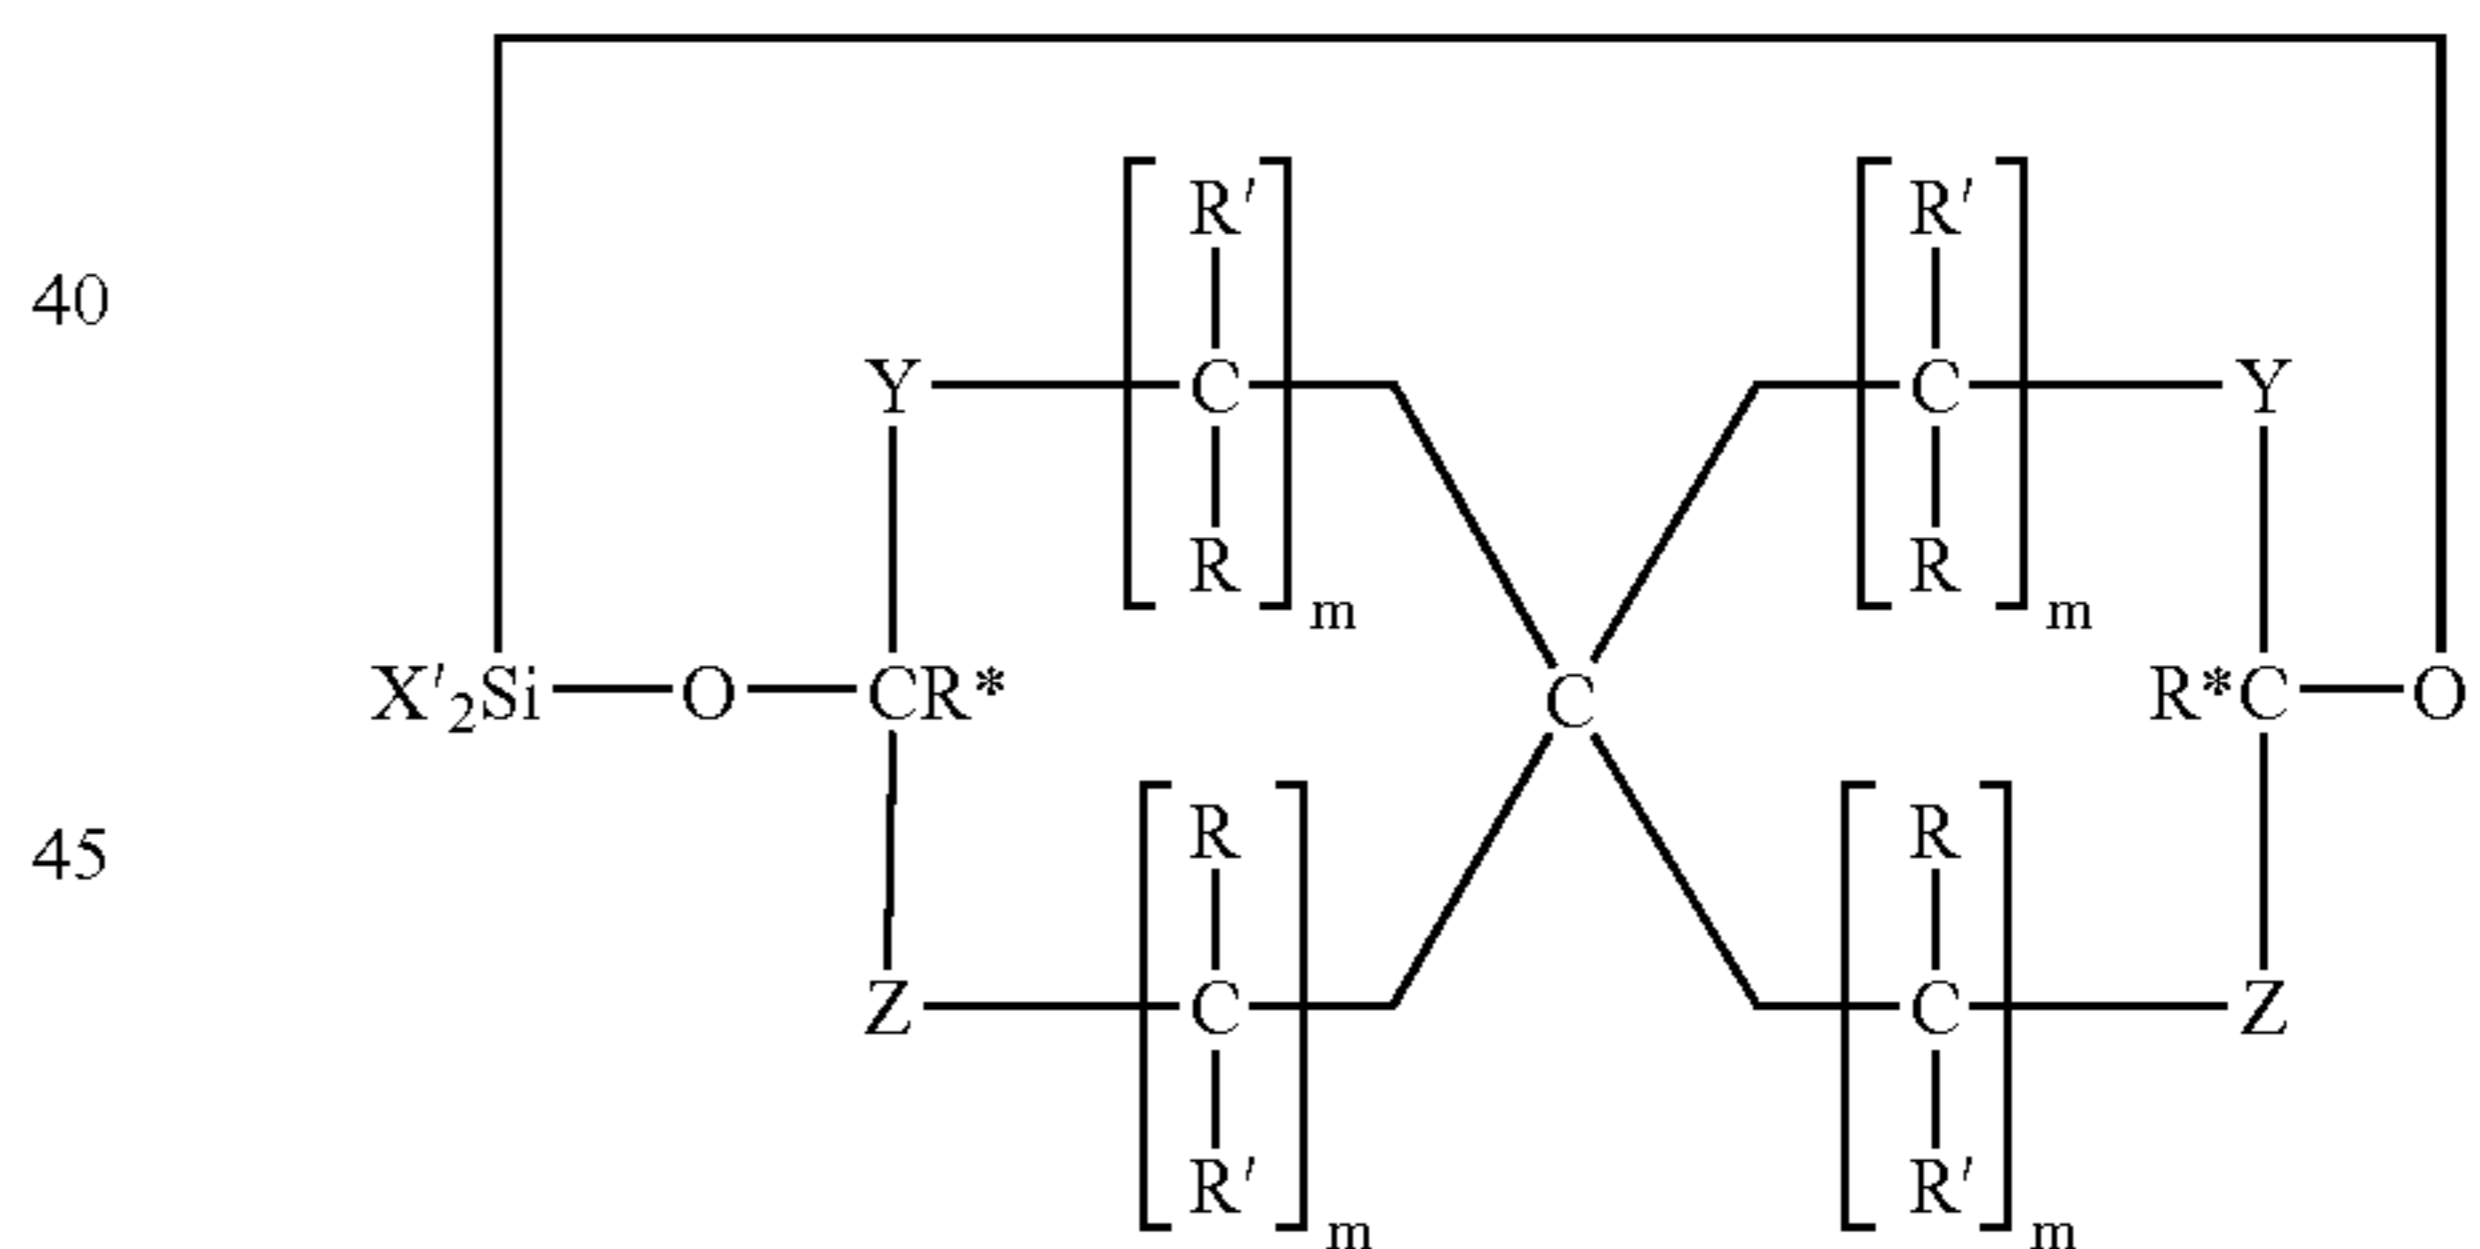 R' R'
40
Y C C Y
R m R m
X'₂Si O CR* C R*C O
R R
45
Z C C Z
R' m R' m